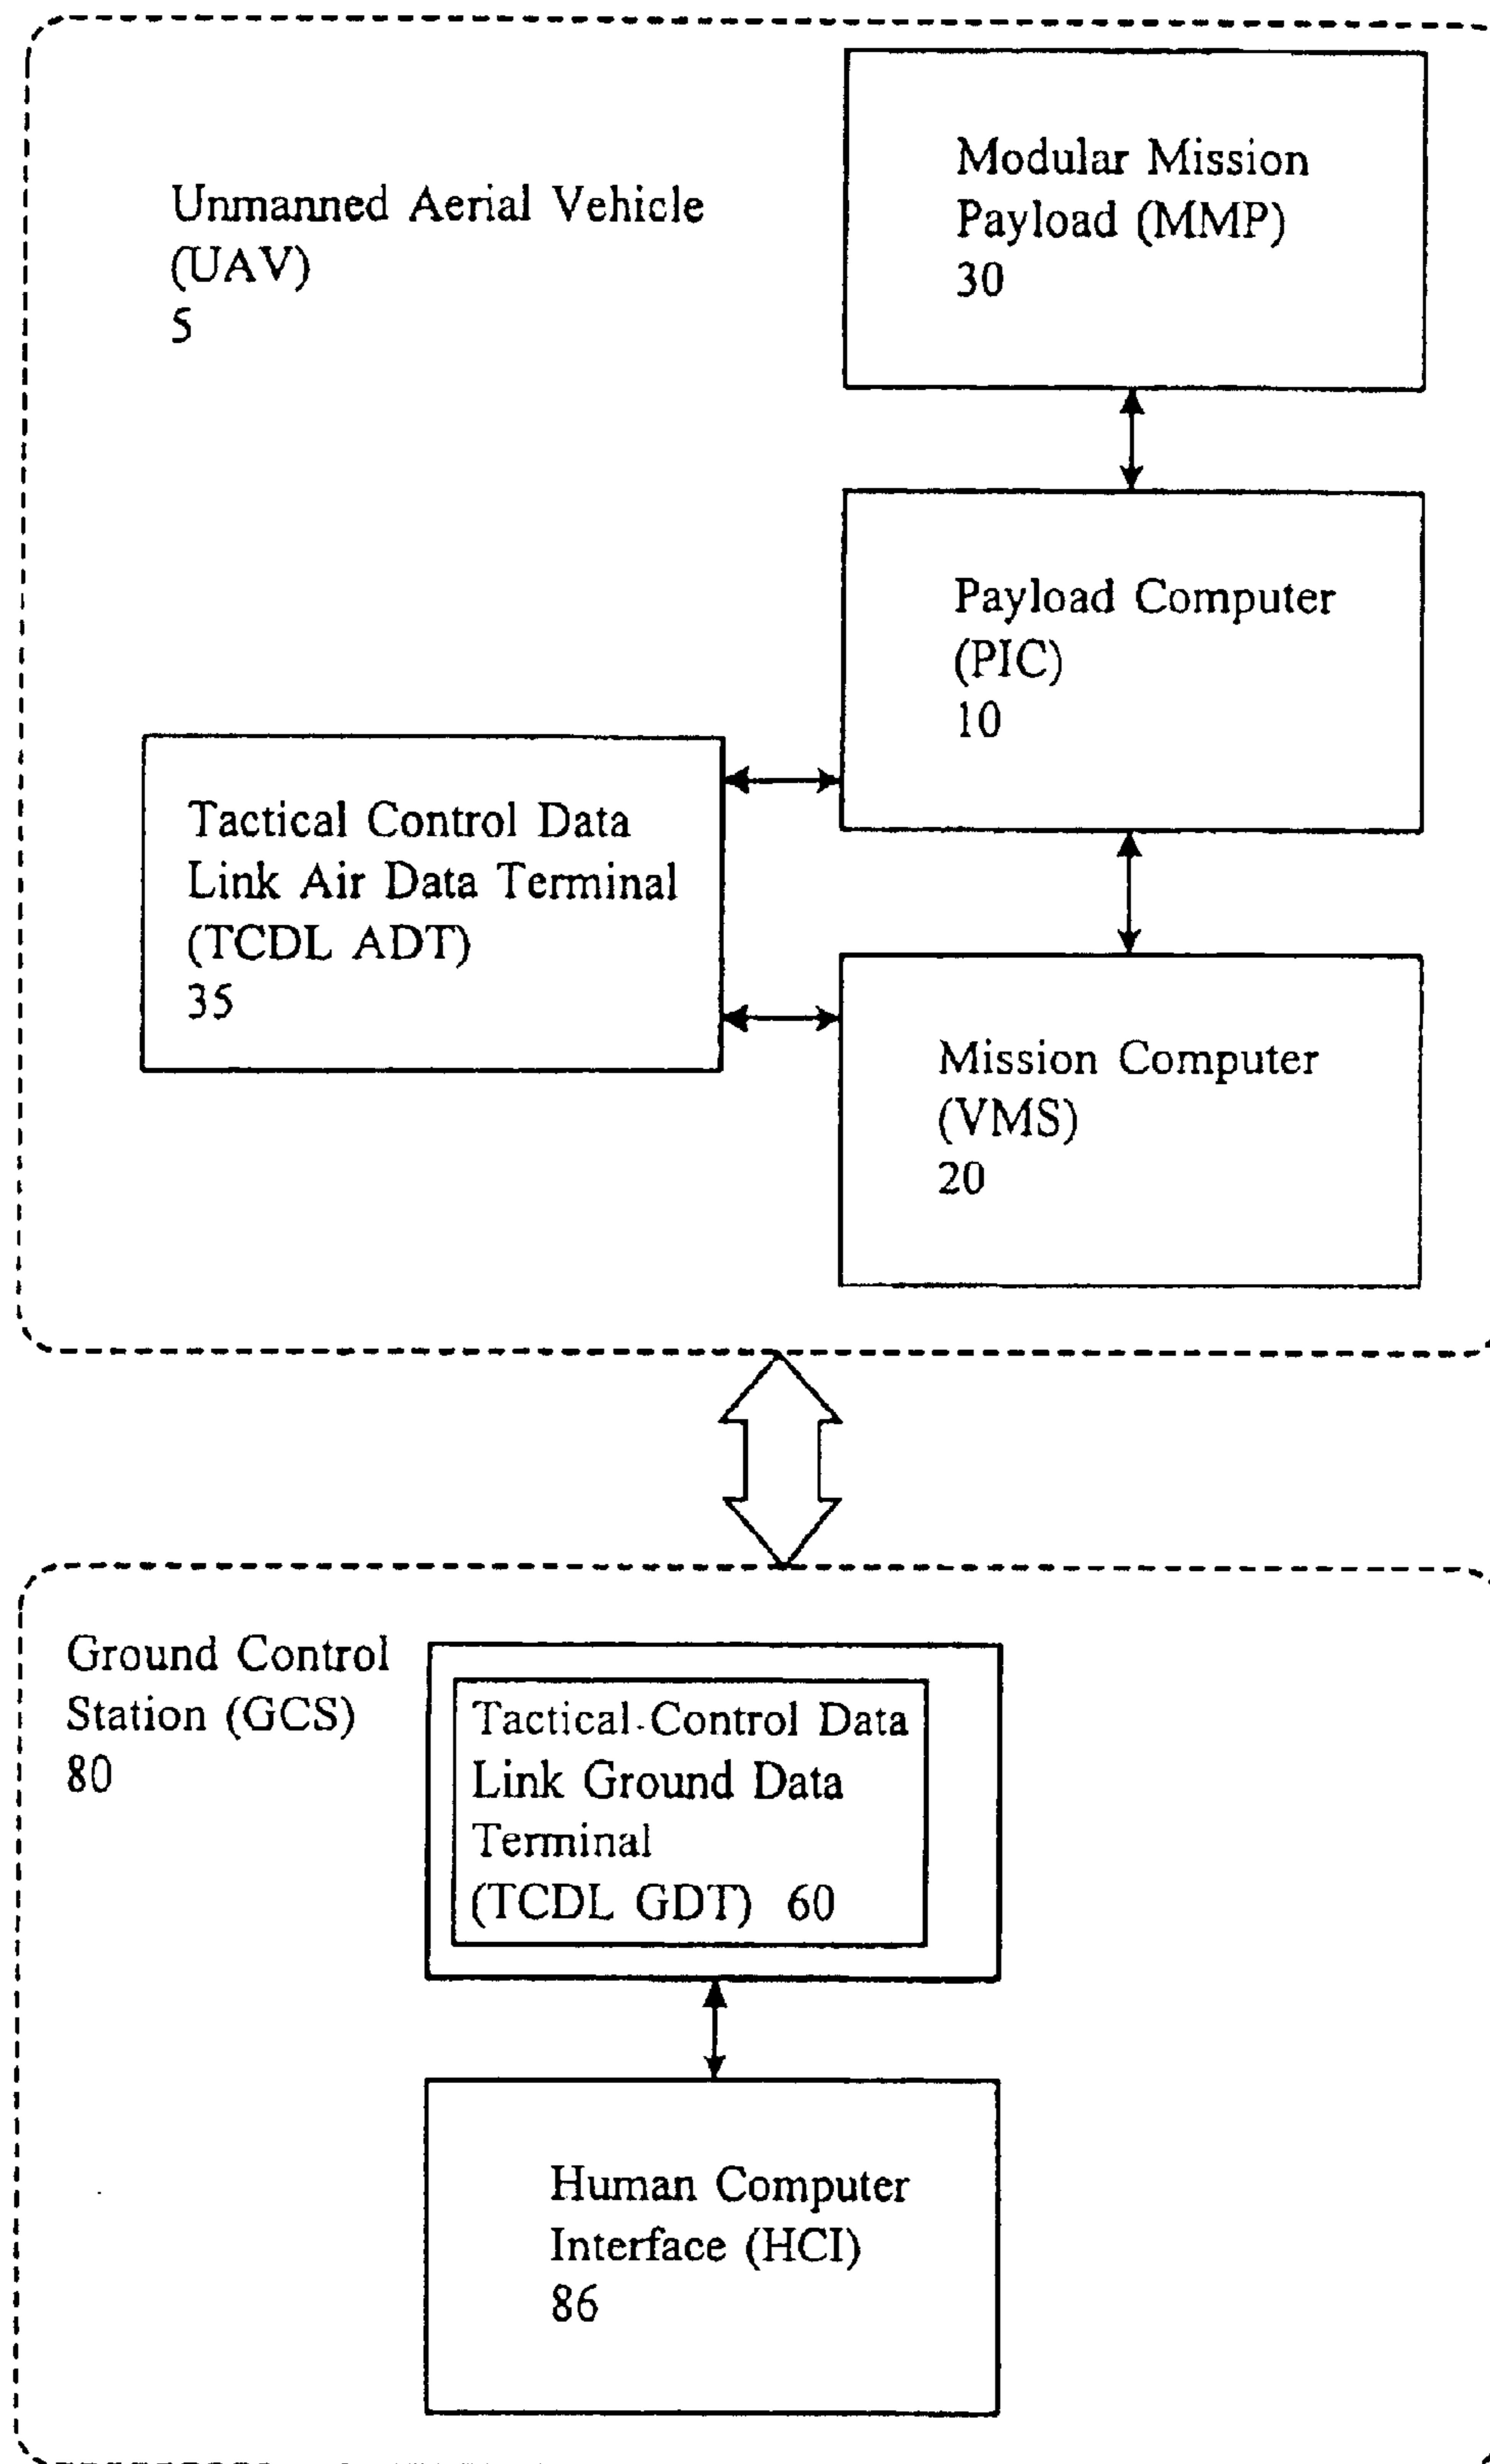 Unmanned Aerial Vehicle
(UAV)
5
Modular Mission
Payload (MMP)
30
Payload Computer
(PIC)
10
Tactical Control Data
Link Air Data Terminal
(TCDL ADT)
35
Mission Computer
(VMS)
20
Ground Control
Station (GCS)
80
Tactical Control Data
Link Ground Data
Terminal
(TCDL GDT) 60
Human Computer
Interface (HCI)
86